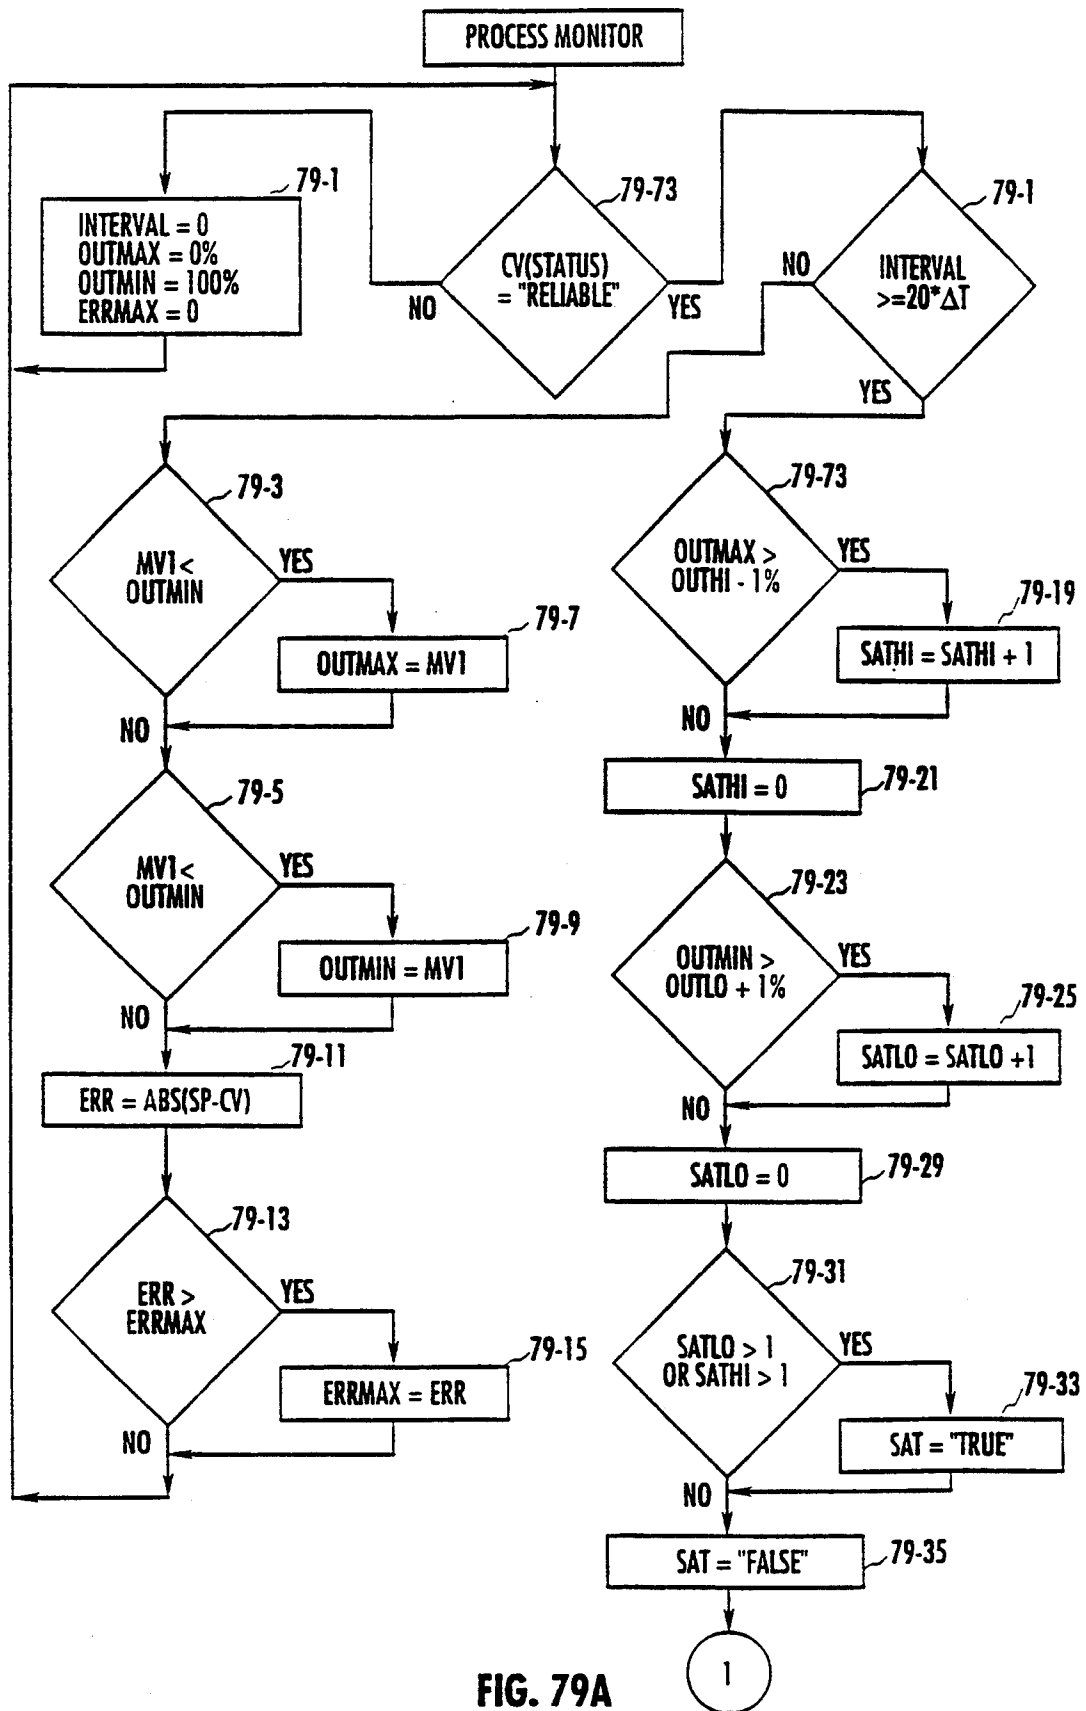 PROCESS MONITOR
79-1
INTERVAL = 0
OUTMAX = 0%
OUTMIN = 100%
ERRMAX = 0
79-73
CV(STATUS)
= "RELIABLE"
NO
YES
79-1
INTERVAL
>=20*ΔT
NO
YES
79-3
MV1<
OUTMIN
YES
79-7
OUTMAX = MV1
NO
79-5
MV1<
OUTMIN
YES
79-9
OUTMIN = MV1
NO
79-11
ERR = ABS(SP-CV)
79-13
ERR >
ERRMAX
YES
79-15
ERRMAX = ERR
NO
79-73
OUTMAX >
OUTHI - 1%
YES
79-19
SATHI = SATHI + 1
NO
SATHI = 0
79-21
79-23
OUTMIN >
OUTLO + 1%
YES
79-25
SATLO = SATLO +1
NO
SATLO = 0
79-29
79-31
SATLO > 1
OR SATHI > 1
YES
79-33
SAT = "TRUE"
NO
SAT = "FALSE"
79-35
1
FIG. 79A